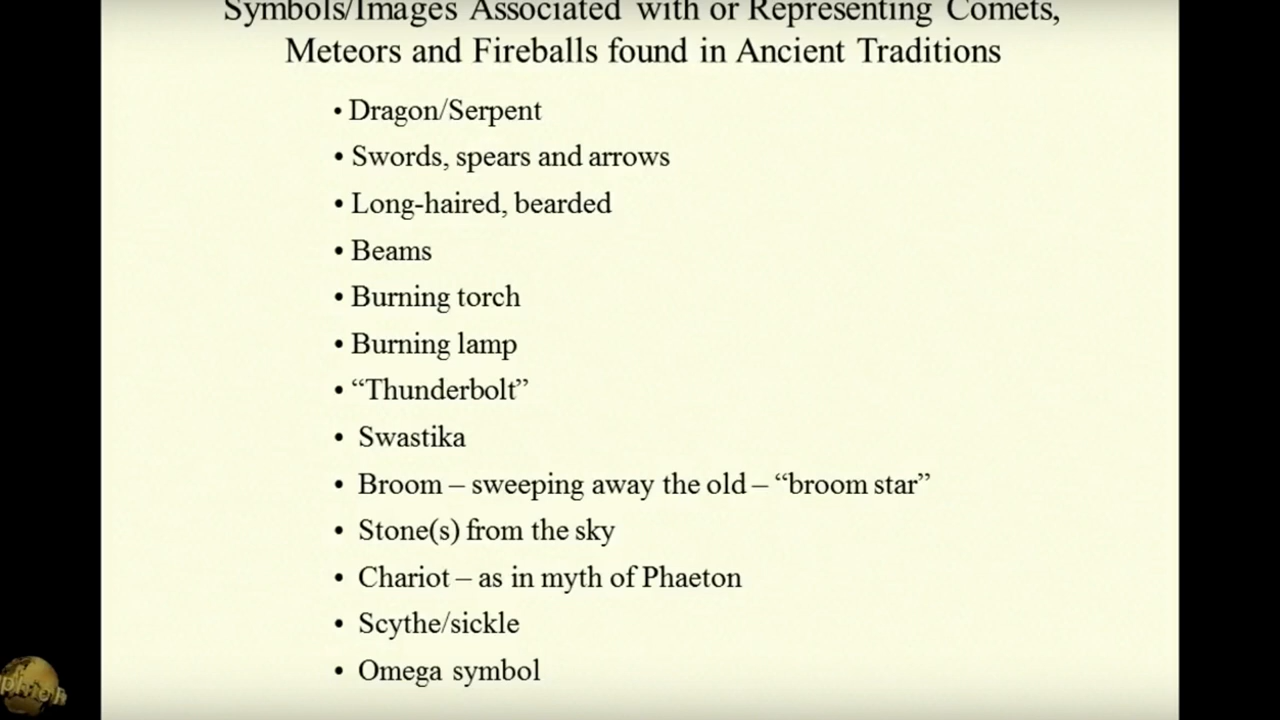 Symbols/Images Associated with or Representing Comets,
Meteors and Fireballs found in Ancient Traditions
• Dragon/Serpent
• Swords, spears and arrows
• Long-haired, bearded
• Beams
• Burning torch
• Burning lamp
• “Thunderbolt”
• Swastika
• Broom – sweeping away the old – “broom star”
• Stone(s) from the sky
• Chariot – as in myth of Phaeton
• Scythe/sickle
• Omega symbol